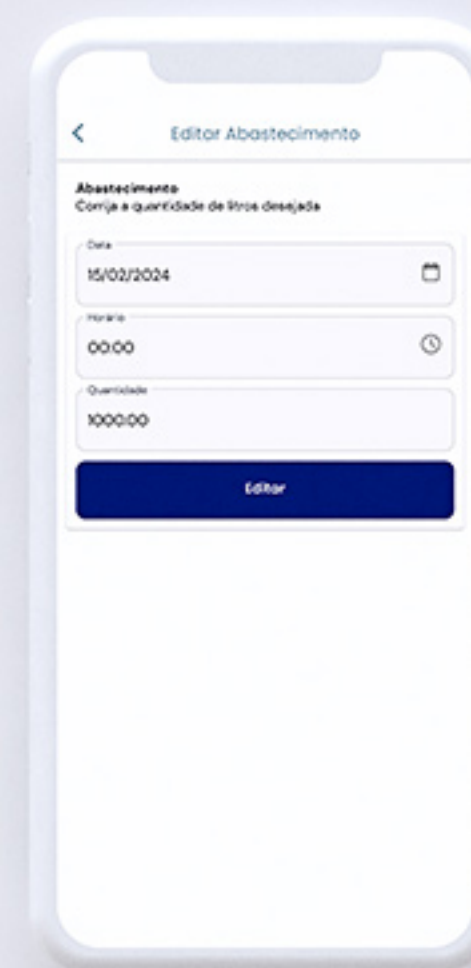 Editar Abastecimento
Abastecimento
Corrija a quantidade de litros desejada
Data
15/02/2024
Horário
00:00
Quantidade
1000.00
Editar